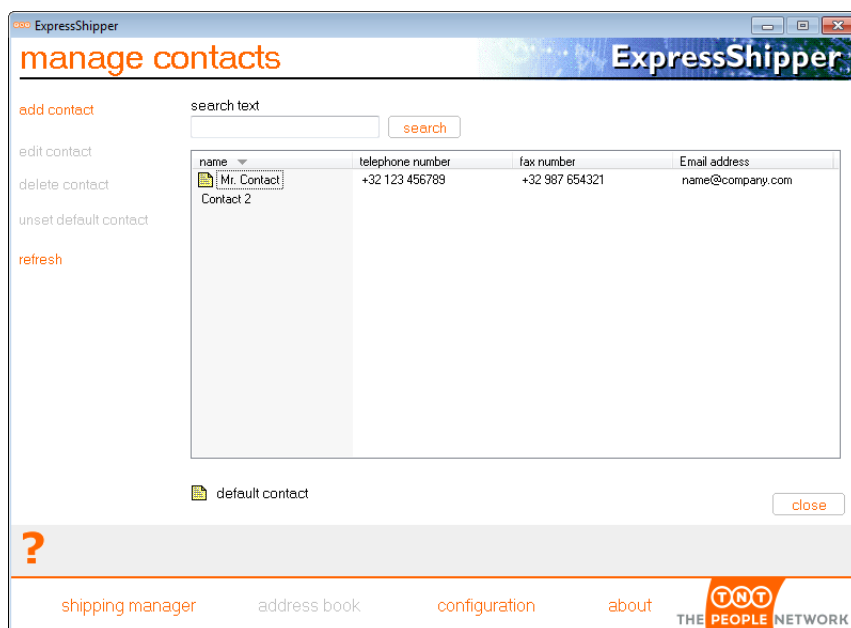 ExpressShipper
manage contacts
ExpressShipper
add contact
edit contact
delete contact
unset default contact
refresh
search text
search
name telephone number fax number Email address
Mr. Contact +32 123 456789 +32 987 654321 name@company.com
Contact 2
default contact
close
?
shipping manager address book configuration about
TNT
THE PEOPLE NETWORK